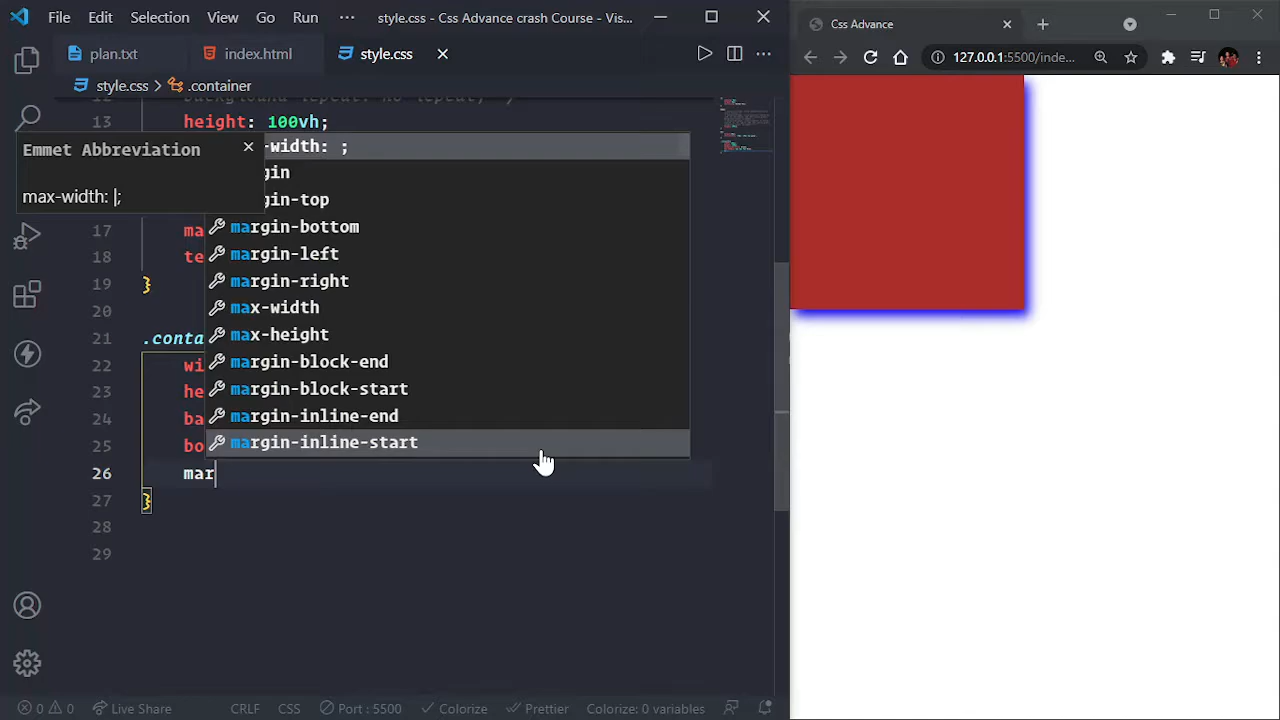 File Edit View Go Run ··· style.css - Css Advance crash Course - Vis...
plan.txt index.html style.css
style.css > .container
13 height: 100vh;
Emmet Abbreviation
max-width: |;
-width: ;
gin
gin-top
margin-bottom
margin-left
margin-right
max-width
max-height
margin-block-end
margin-block-start
margin-inline-end
margin-inline-start
17 ma
18 te
19 }
20
21 .conta
22 wi
23 he
24 ba
25 bo
26 mar
27 }
28
29
0 0 Live Share CRLF CSS Port : 5500 Colorize Prettier Colorize: 0 variables
Css Advance
127.0.0.1:5500/inde...